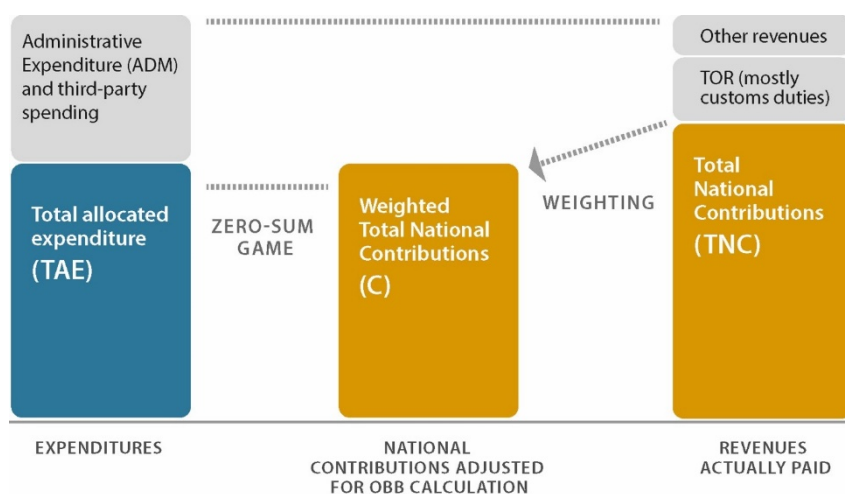 Administrative
Expenditure (ADM)
and third-party
spending
Total allocated
expenditure
(TAE)
ZERO-SUM
GAME
Weighted
Total National
Contributions
(C)
WEIGHTING
Other revenues
TOR (mostly
customs duties)
Total
National
Contributions
(TNC)
EXPENDITURES
NATIONAL
CONTRIBUTIONS ADJUSTED
FOR OBB CALCULATION
REVENUES
ACTUALLY PAID